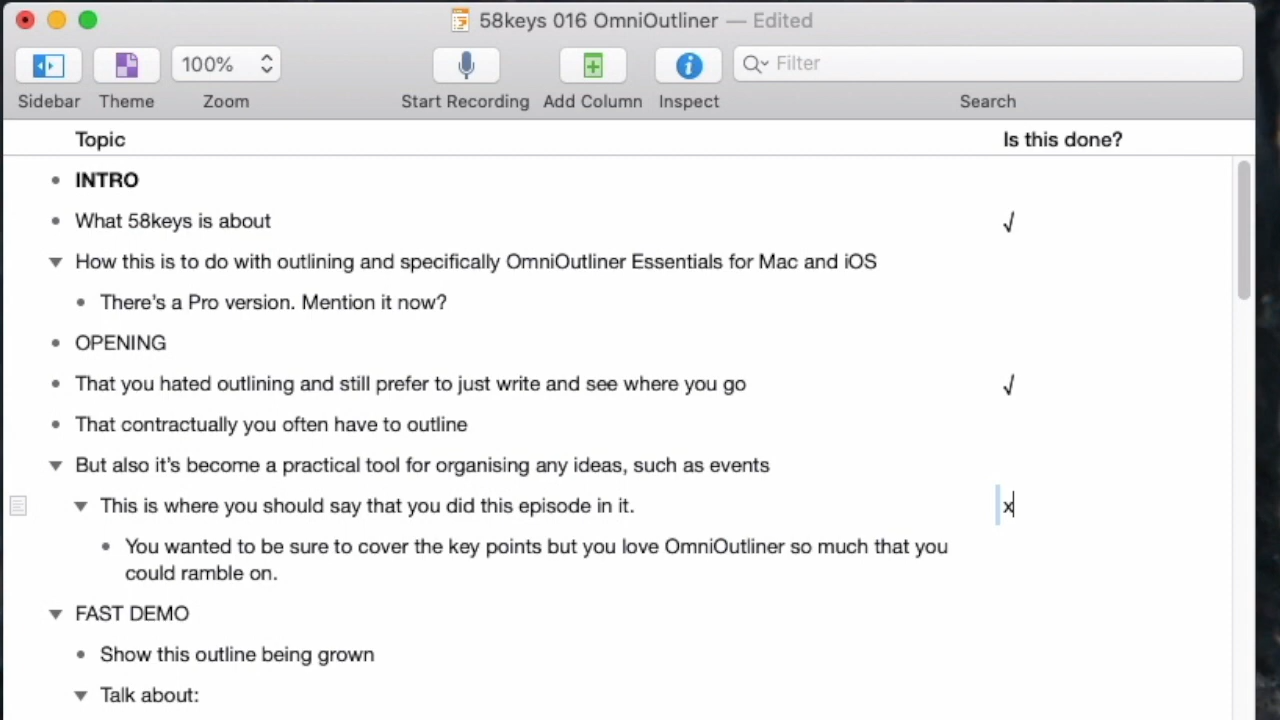 58keys 016 OmniOutliner — Edited
100%
Filter
Sidebar Theme Zoom Start Recording Add Column Inspect Search
Topic Is this done?
INTRO
What 58keys is about √
How this is to do with outlining and specifically OmniOutliner Essentials for Mac and iOS
There's a Pro version. Mention it now?
OPENING
That you hated outlining and still prefer to just write and see where you go √
That contractually you often have to outline
But also it's become a practical tool for organising any ideas, such as events
This is where you should say that you did this episode in it. x
You wanted to be sure to cover the key points but you love OmniOutliner so much that you
could ramble on.
FAST DEMO
Show this outline being grown
Talk about: